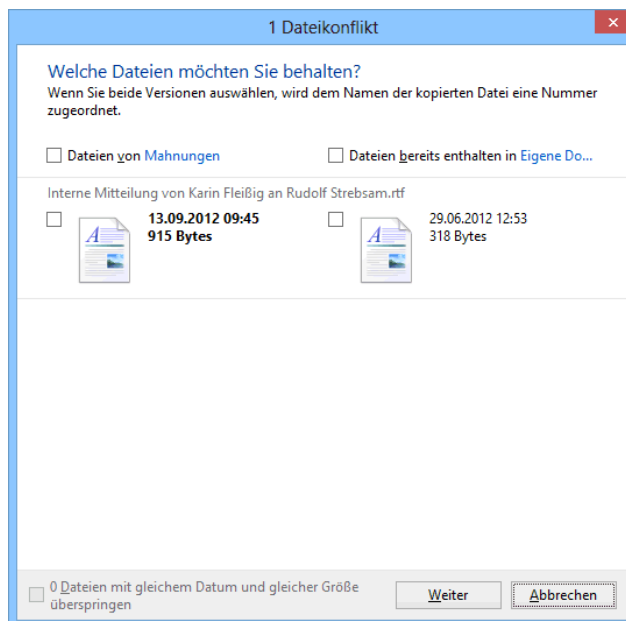 1 Dateikonflikt
Welche Dateien möchten Sie behalten?
Wenn Sie beide Versionen auswählen, wird dem Namen der kopierten Datei eine Nummer
zugeordnet.
Dateien von Mahnungen
Dateien bereits enthalten in Eigene Do...
Interne Mitteilung von Karin Fleißig an Rudolf Strebsam.rtf
13.09.2012 09:45
915 Bytes
29.06.2012 12:53
318 Bytes
0 Dateien mit gleichem Datum und gleicher Größe
überspringen
Weiter
Abbrechen